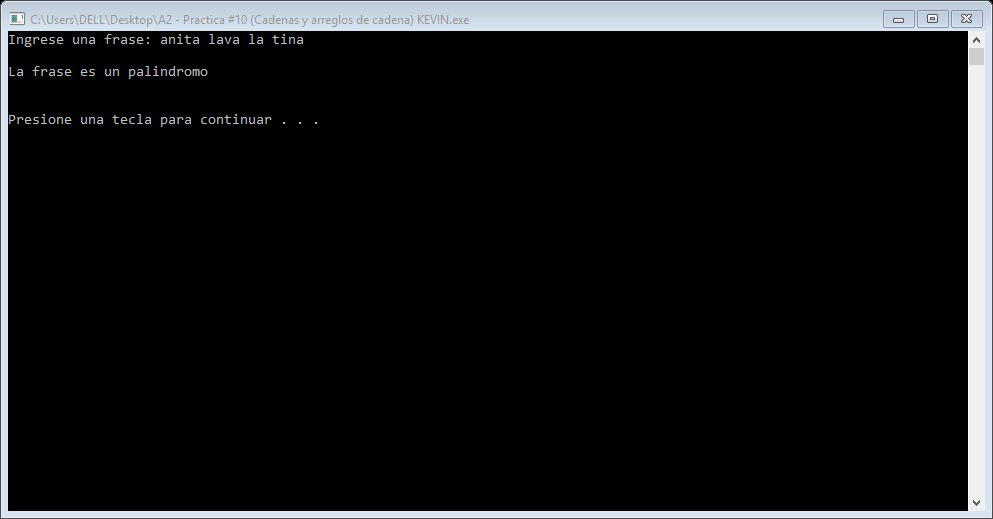 C:\Users\DELL\Desktop\A2 - Practica #10 (Cadenas y arreglos de cadena) KEVIN.exe
Ingrese una frase: anita lava la tina
La frase es un palindromo
Presione una tecla para continuar . . .